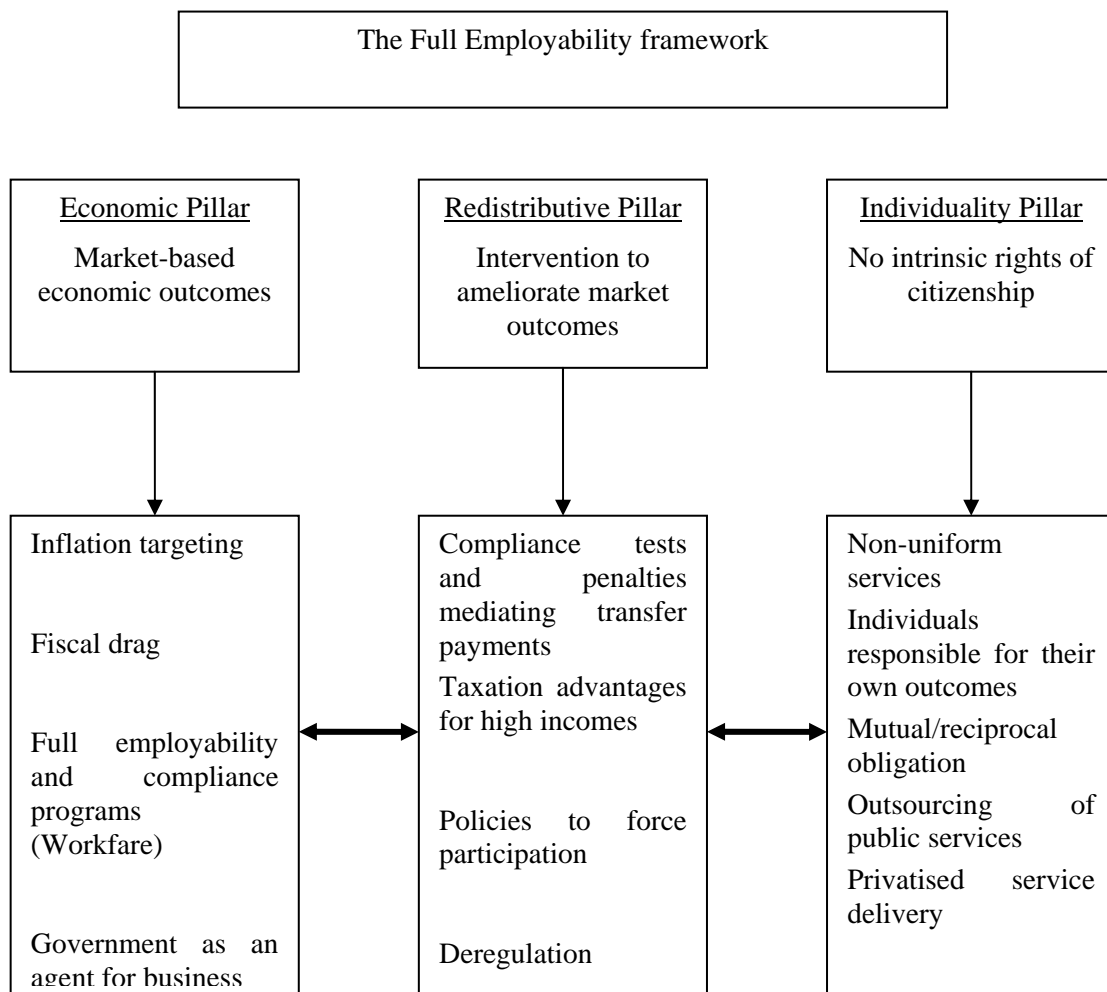 The Full Employability framework
Economic Pillar
Market-based
economic outcomes
Redistributive Pillar
Intervention to
ameliorate market
outcomes
Individuality Pillar
No intrinsic rights of
citizenship
Inflation targeting
Fiscal drag
Full employability
and compliance
programs
(Workfare)
Government as an
agent for business
Compliance tests
and penalties
mediating transfer
payments
Taxation advantages
for high incomes
Policies to force
participation
Deregulation
Non-uniform
services
Individuals
responsible for their
own outcomes
Mutual/reciprocal
obligation
Outsourcing of
public services
Privatised service
delivery